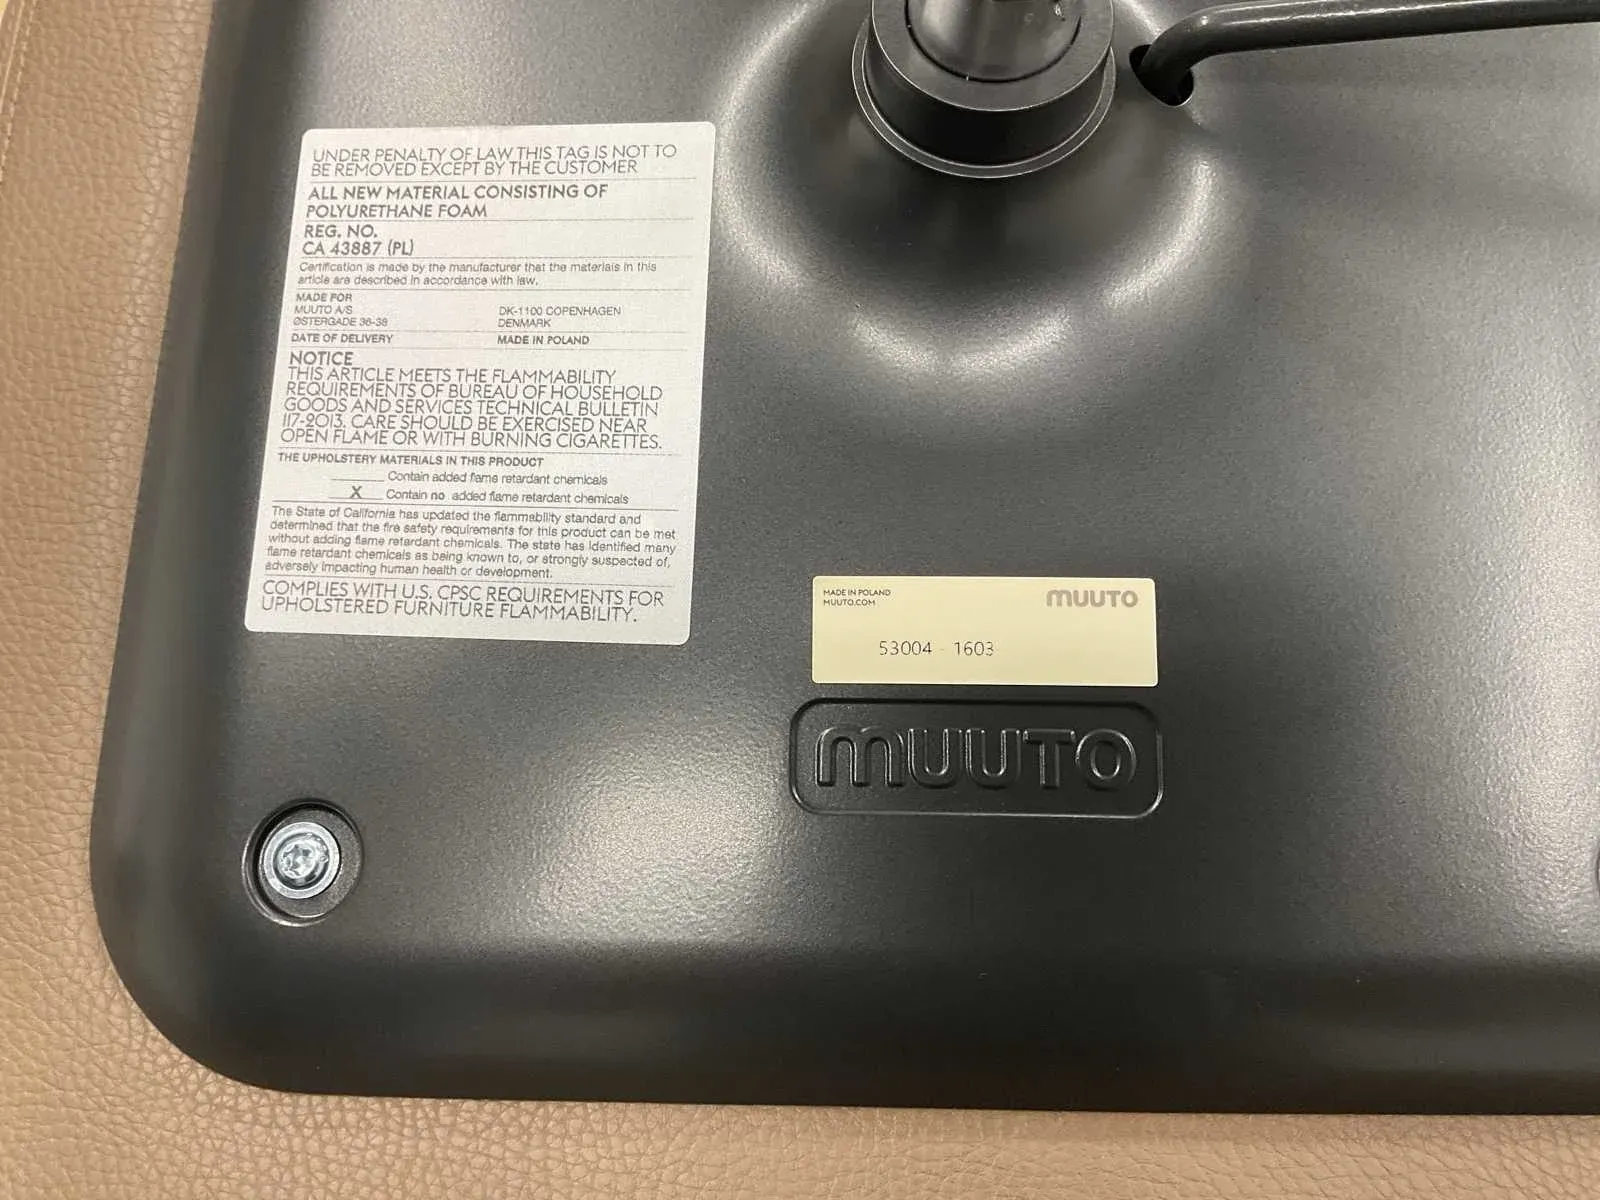 UNDER PENALTY OF LAW THIS TAG IS NOT TO
BE REMOVED EXCEPT BY THE CUSTOMER
ALL NEW MATERIAL CONSISTING OF
POLYURETHANE FOAM
REG. NO.
CA 43887 (PL)
Certification is made by the manufacturer that the materials in this
article are described in accordance with law.
MADE FOR
MUUTO A/S DK-1100 COPENHAGEN
ØSTERGADE 36-38 DENMARK
DATE OF DELIVERY MADE IN POLAND
NOTICE
THIS ARTICLE MEETS THE FLAMMABILITY
REQUIREMENTS OF BUREAU OF HOUSEHOLD
GOODS AND SERVICES TECHNICAL BULLETIN
117-2013. CARE SHOULD BE EXERCISED NEAR
OPEN FLAME OR WITH BURNING CIGARETTES.
THE UPHOLSTERY MATERIALS IN THIS PRODUCT
Contain added flame retardant chemicals
X Contain no added flame retardant chemicals
The State of California has updated the flammability standard and
determined that the fire safety requirements for this product can be met
without adding flame retardant chemicals. The state has identified many
flame retardant chemicals as being known to, or strongly suspected of,
adversely impacting human health or development.
COMPLIES WITH U.S. CPSC REQUIREMENTS FOR
UPHOLSTERED FURNITURE FLAMMABILITY.
MADE IN POLAND MUUTO
MUUTO.COM
53004 - 1603
MUUTO